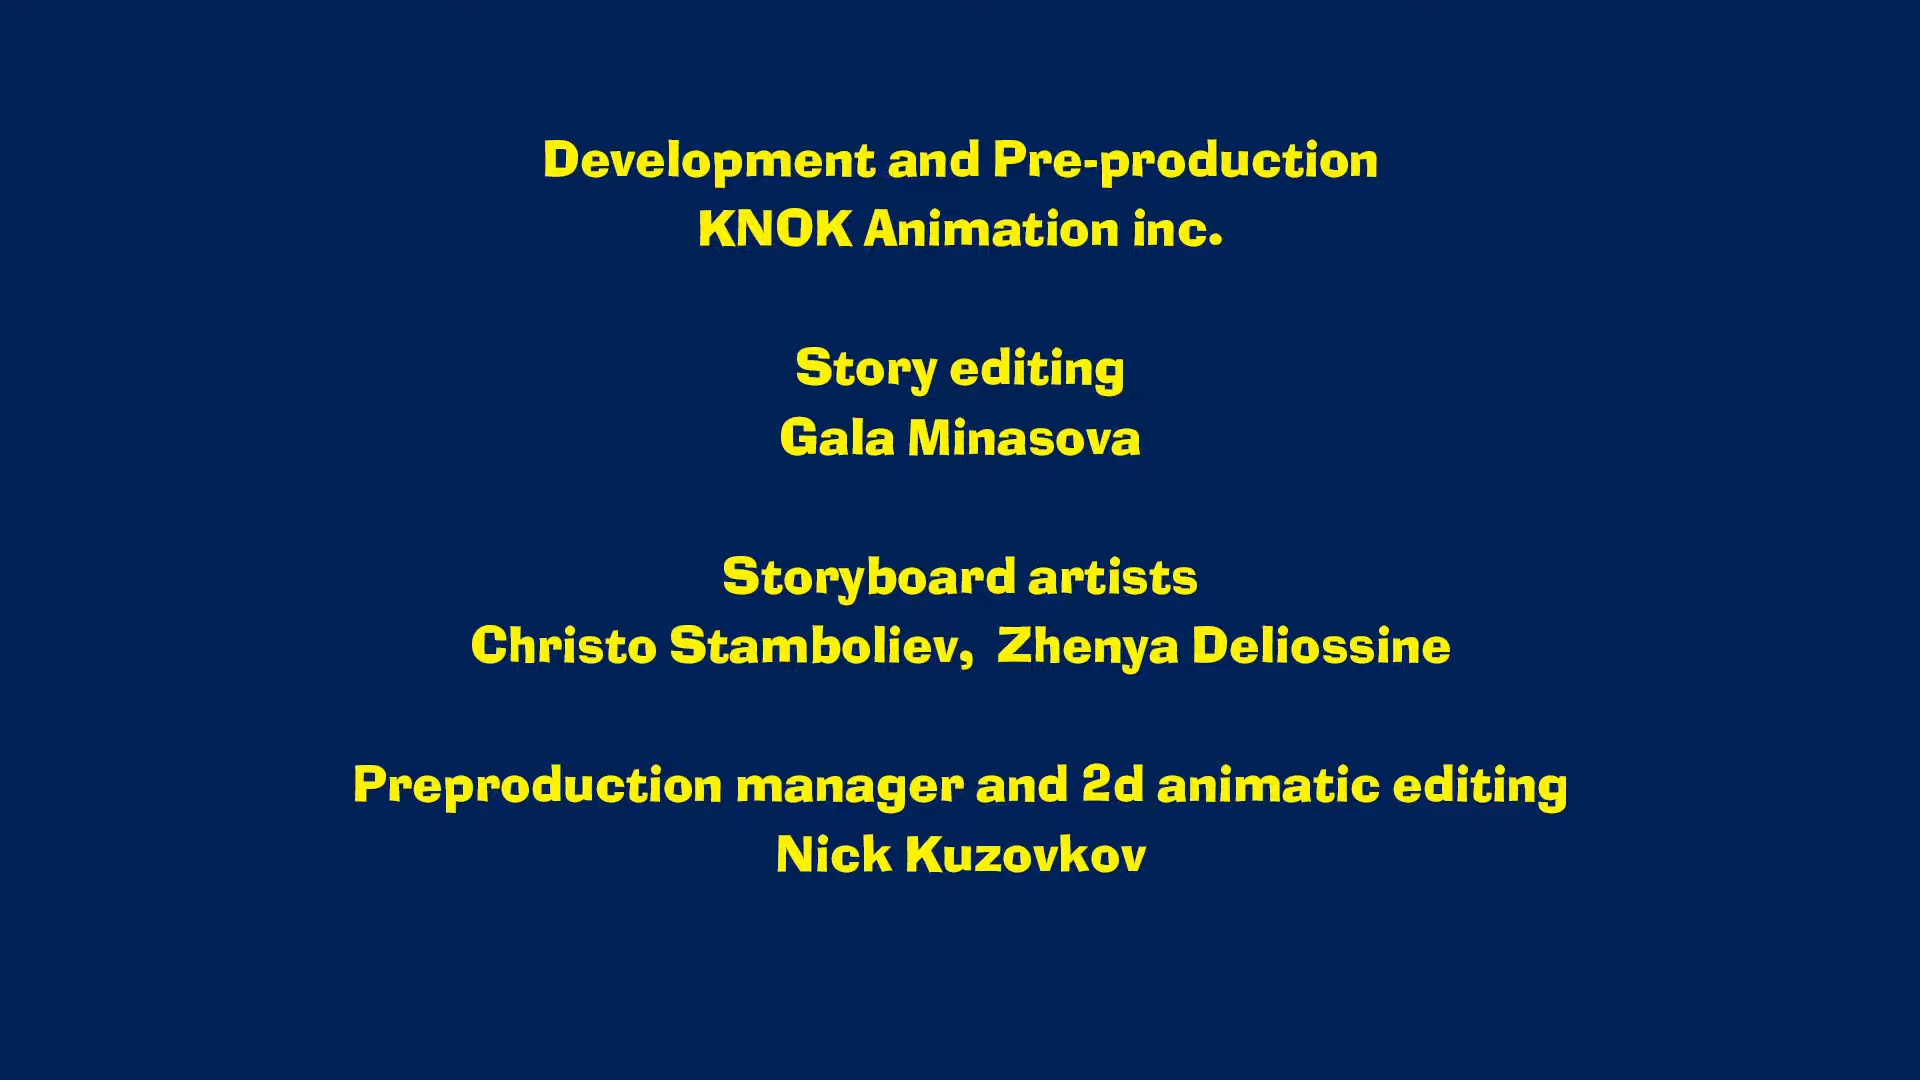 Development and Pre-production
KNOK Animation inc.
Story editing
Gala Minasova
Storyboard artists
Christo Stamboliev,  Zhenya Deliossine
Preproduction manager and 2d animatic editing
Nick Kuzovkov